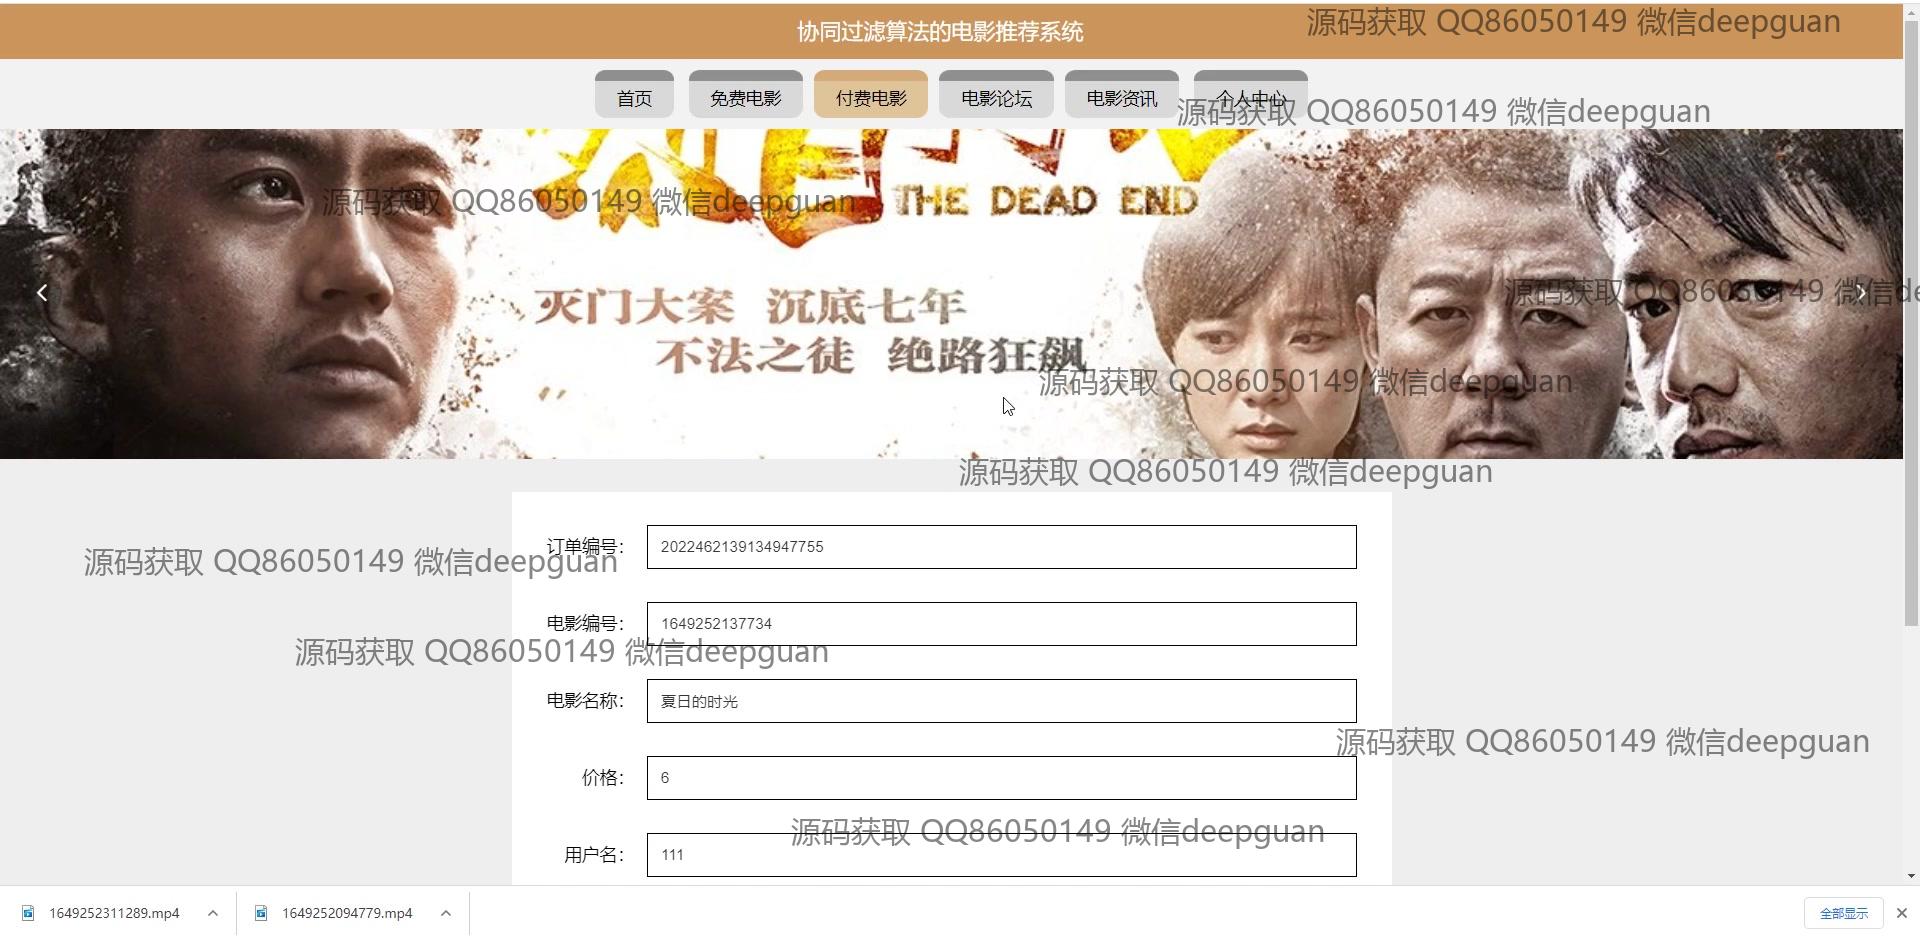 协同过滤算法的电影推荐系统
源码获取 QQ86050149 微信deepguan
首页
免费电影
付费电影
电影论坛
电影资讯
个人中心
源码获取 QQ86050149 微信deepguan
THE DEAD END
源码获取 QQ86050149 微信deepguan
灭门大案 沉底七年
源码获取 QQ86050149 微信de
不法之徒 绝路狂飙
源码获取 QQ86050149 微信deepguan
源码获取 QQ86050149 微信deepguan
订单编号：
2022462139134947755
源码获取 QQ86050149 微信deepguan
电影编号：
1649252137734
源码获取 QQ86050149 微信deepguan
电影名称：
夏日的时光
源码获取 QQ86050149 微信deepguan
价格：
6
源码获取 QQ86050149 微信deepguan
用户名：
111
1649252311289.mp4
1649252094779.mp4
全部显示